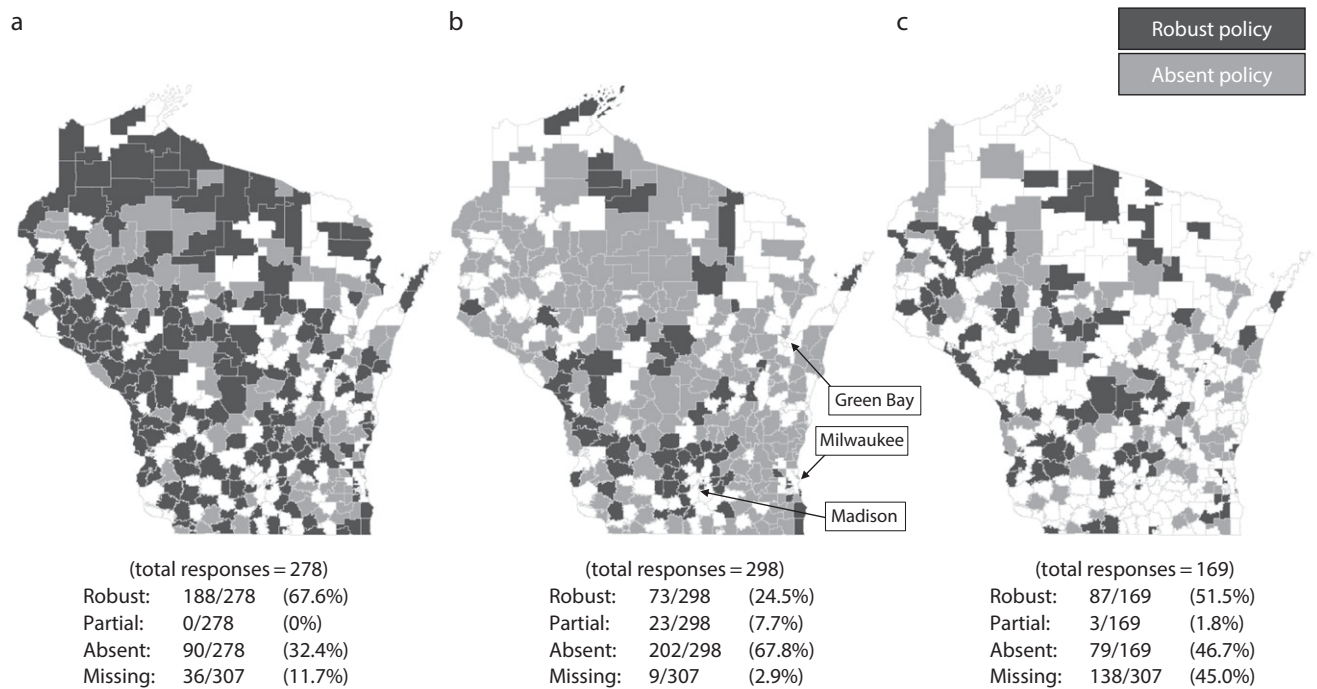 a
b
c
Robust policy
Absent policy
Green Bay
Milwaukee
Madison
(total responses = 278)
Robust: 188/278 (67.6%)
Partial: 0/278 (0%)
Absent: 90/278 (32.4%)
Missing: 36/307 (11.7%)
(total responses = 298)
Robust: 73/298 (24.5%)
Partial: 23/298 (7.7%)
Absent: 202/298 (67.8%)
Missing: 9/307 (2.9%)
(total responses = 169)
Robust: 87/169 (51.5%)
Partial: 3/169 (1.8%)
Absent: 79/169 (46.7%)
Missing: 138/307 (45.0%)